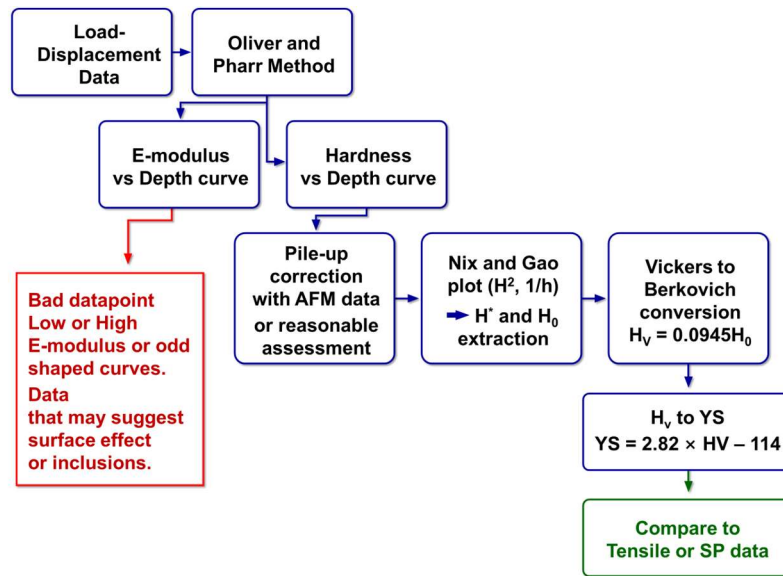 Load-
Displacement
Data
Oliver and
Pharr Method
E-modulus
vs Depth curve
Hardness
vs Depth curve
Bad datapoint
Low or High
E-modulus or odd
shaped curves.
Data
that may suggest
surface effect
or inclusions.
Pile-up
correction
with AFM data
or reasonable
assessment
Nix and Gao
plot (H², 1/h)
➡ H* and H₀
extraction
Vickers to
Berkovich
conversion
Hᵥ = 0.0945H₀
Hᵥ to YS
YS = 2.82 × HV – 114
Compare to
Tensile or SP data